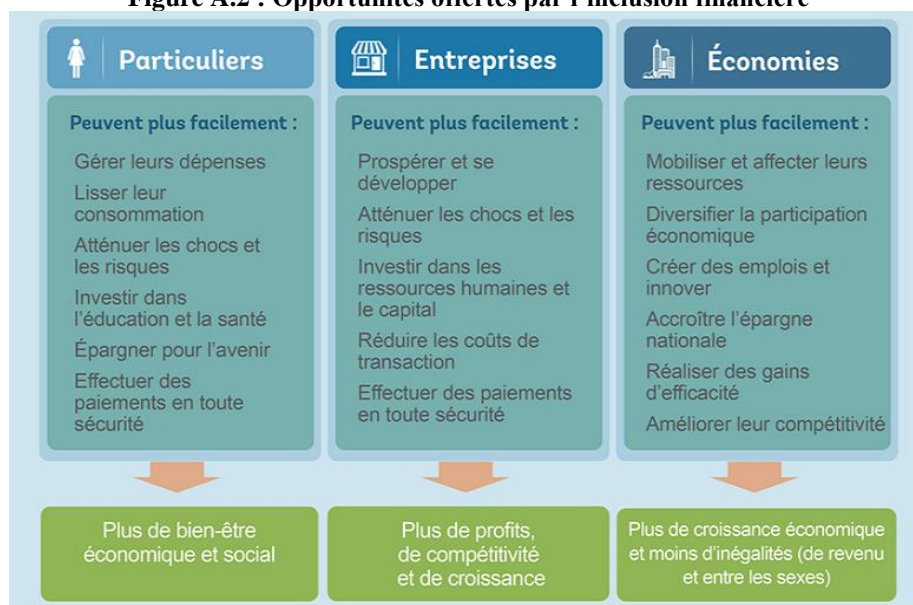 Figure A.2 : Opportunités offertes par l'inclusion financière
Particuliers
Peuvent plus facilement :
Gérer leurs dépenses
Lisser leur
consommation
Atténuer les chocs et
les risques
Investir dans
l'éducation et la santé
Épargner pour l'avenir
Effectuer des
paiements en toute
sécurité
Plus de bien-être
économique et social
Entreprises
Peuvent plus facilement :
Prospérer et se
développer
Atténuer les chocs et les
risques
Investir dans les
ressources humaines et
le capital
Réduire les coûts de
transaction
Effectuer des paiements
en toute sécurité
Plus de profits,
de compétitivité
et de croissance
Économies
Peuvent plus facilement :
Mobiliser et affecter leurs
ressources
Diversifier la participation
économique
Créer des emplois et
innover
Accroître l'épargne
nationale
Réaliser des gains
d'efficacité
Améliorer leur compétitivité
Plus de croissance économique
et moins d'inégalités (de revenu
et entre les sexes)